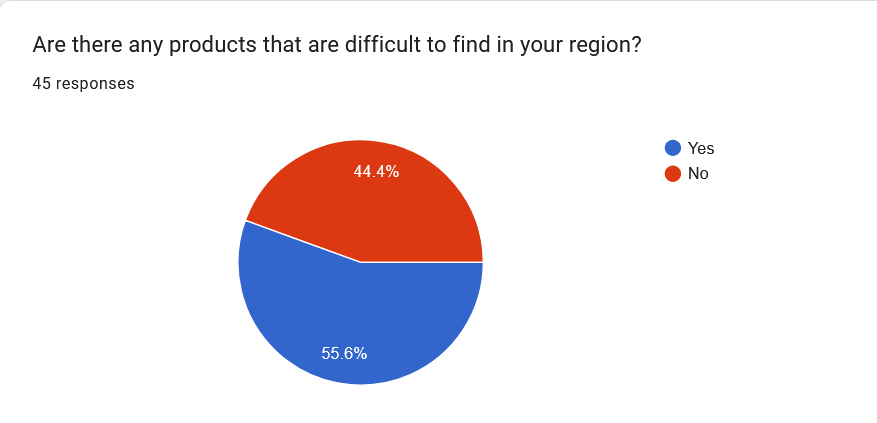 Are there any products that are difficult to find in your region?
45 responses
Yes
No
44.4%
55.6%